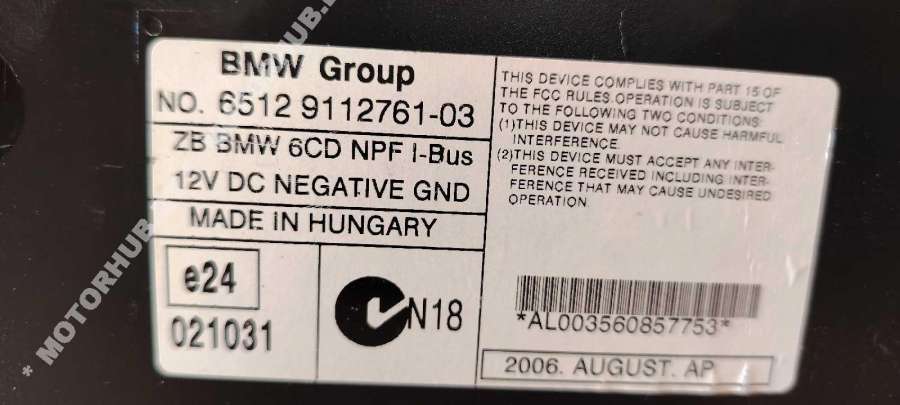 BMW Group
NO. 6512 9112761-03
ZB BMW 6CD NPF I-Bus
12V DC NEGATIVE GND
MADE IN HUNGARY
e24
021031
N18
THIS DEVICE COMPLIES WITH PART 15 OF
THE FCC RULES.OPERATION IS SUBJECT
TO THE FOLLOWING TWO CONDITIONS:
(1)THIS DEVICE MAY NOT CAUSE HARMFUL
INTERFERENCE.
(2)THIS DEVICE MUST ACCEPT ANY INTER-
FERENCE RECEIVED INCLUDING INTER-
FERENCE THAT MAY CAUSE UNDESIRED
OPERATION.
*AL003560857753*
2006. AUGUST. AP
* MOTORHUB.